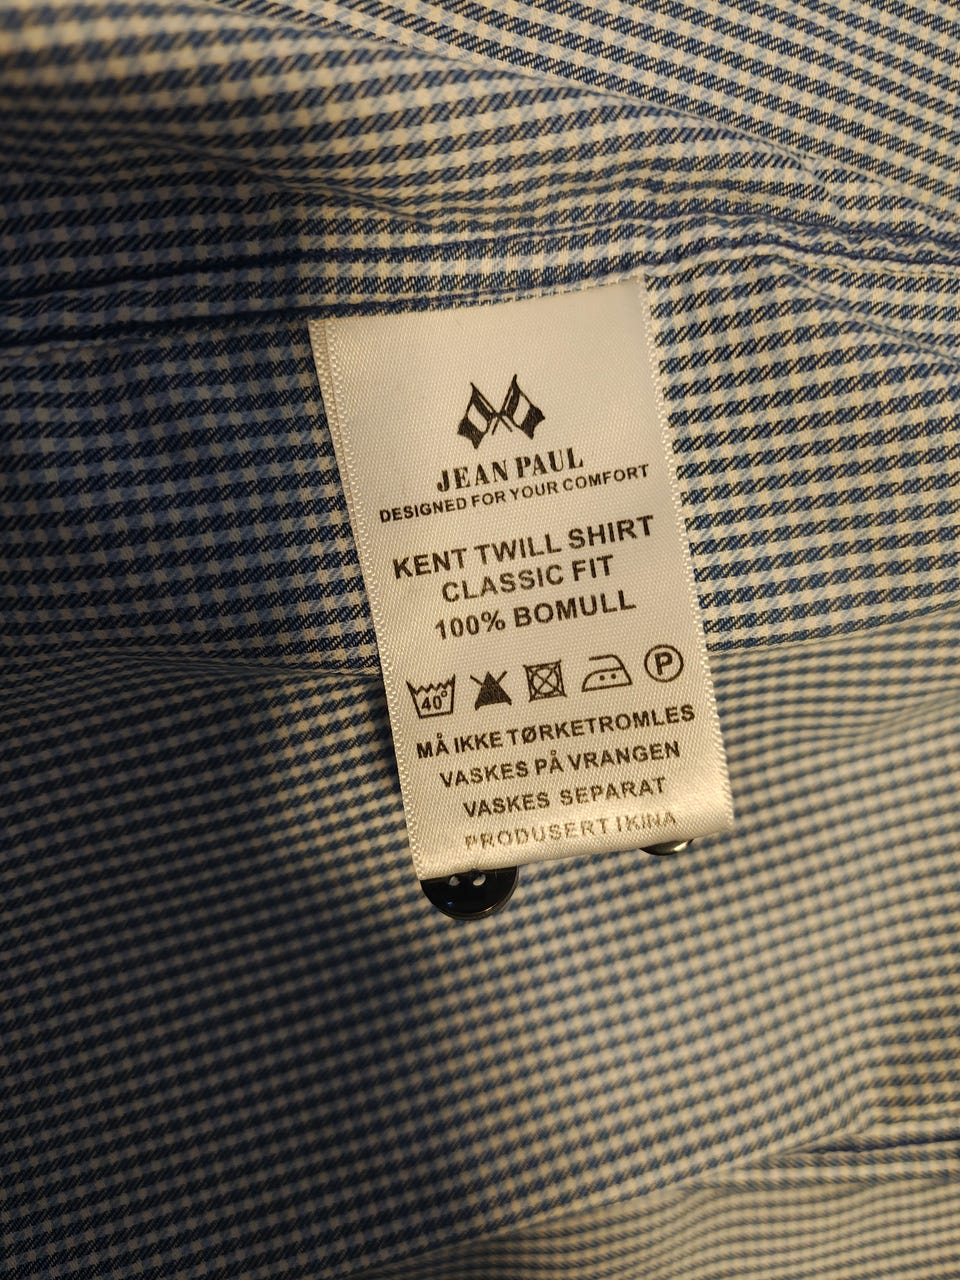 JEAN PAUL
DESIGNED FOR YOUR COMFORT
KENT TWILL SHIRT
CLASSIC FIT
100% BOMULL
40° P
MÅ IKKE TØRKETROMLES
VASKES PÅ VRANGEN
VASKES SEPARAT
PRODUSERT I KINA